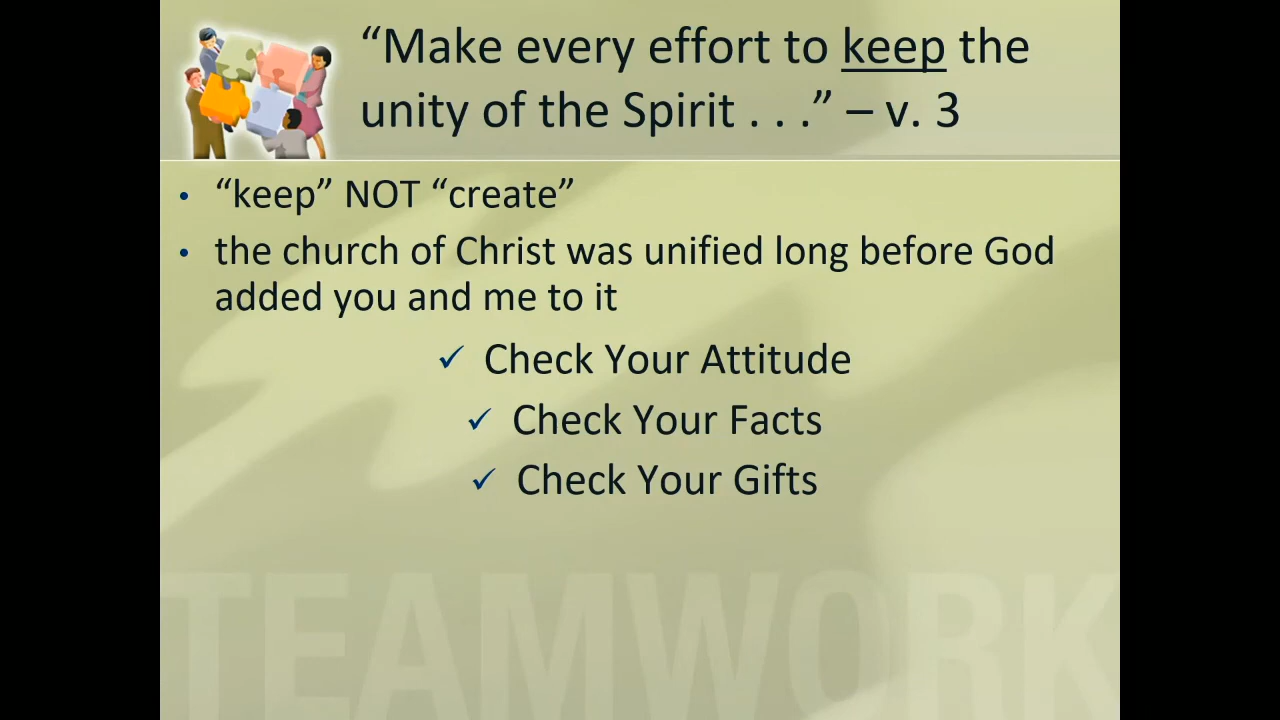 “Make every effort to keep the
unity of the Spirit . . .” – v. 3
• “keep” NOT “create”
• the church of Christ was unified long before God
added you and me to it
✓ Check Your Attitude
✓ Check Your Facts
✓ Check Your Gifts
TEAMWORK